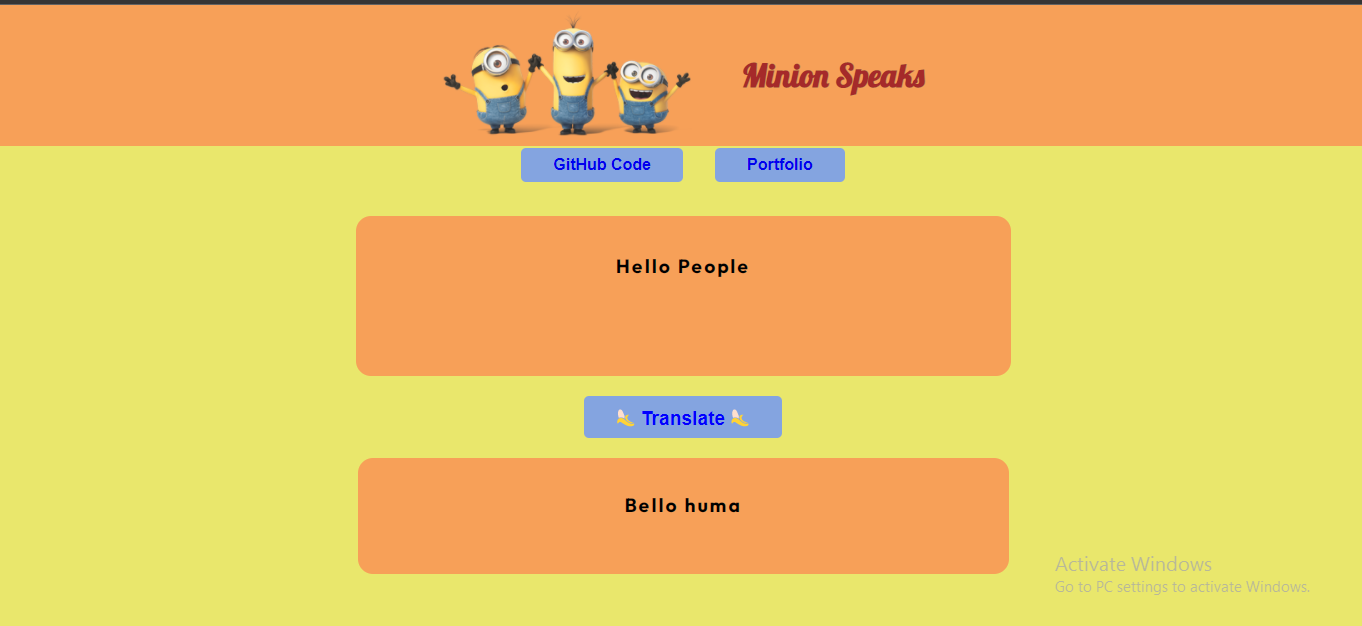 Minion Speaks
GitHub Code
Portfolio
Hello People
🍌 Translate 🍌
Bello huma
Activate Windows
Go to PC settings to activate Windows.